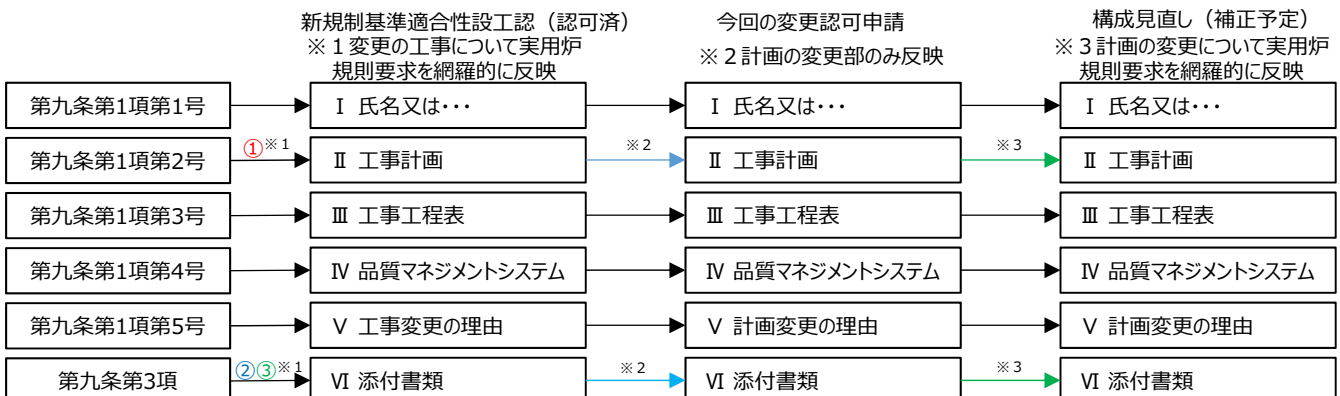 新規制基準適合性設工認（認可済）
※１変更の工事について実用炉
規則要求を網羅的に反映
今回の変更認可申請
※２計画の変更部のみ反映
構成見直し（補正予定）
※３計画の変更について実用炉
規則要求を網羅的に反映
第九条第1項第1号
Ⅰ 氏名又は・・・
Ⅰ 氏名又は・・・
Ⅰ 氏名又は・・・
第九条第1項第2号
①※１
Ⅱ 工事計画
※２
Ⅱ 工事計画
※３
Ⅱ 工事計画
第九条第1項第3号
Ⅲ 工事工程表
Ⅲ 工事工程表
Ⅲ 工事工程表
第九条第1項第4号
Ⅳ 品質マネジメントシステム
Ⅳ 品質マネジメントシステム
Ⅳ 品質マネジメントシステム
第九条第1項第5号
Ⅴ 工事変更の理由
Ⅴ 計画変更の理由
Ⅴ 計画変更の理由
第九条第3項
②③※１
Ⅵ 添付書類
※２
Ⅵ 添付書類
※３
Ⅵ 添付書類